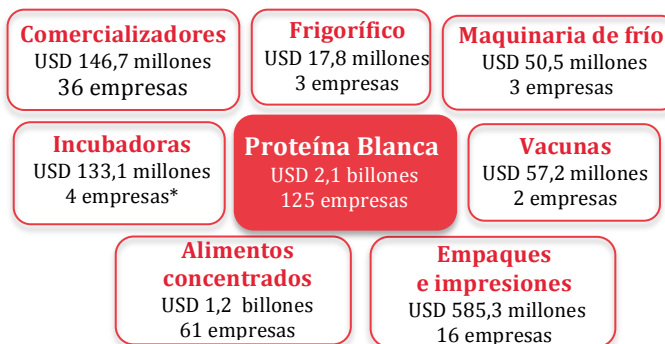 Comercializadores
USD 146,7 millones
36 empresas
Frigorífico
USD 17,8 millones
3 empresas
Maquinaria de frío
USD 50,5 millones
3 empresas
Incubadoras
USD 133,1 millones
4 empresas*
Proteína Blanca
USD 2,1 billones
125 empresas
Vacunas
USD 57,2 millones
2 empresas
Alimentos
concentrados
USD 1,2 billones
61 empresas
Empaques
e impresiones
USD 585,3 millones
16 empresas